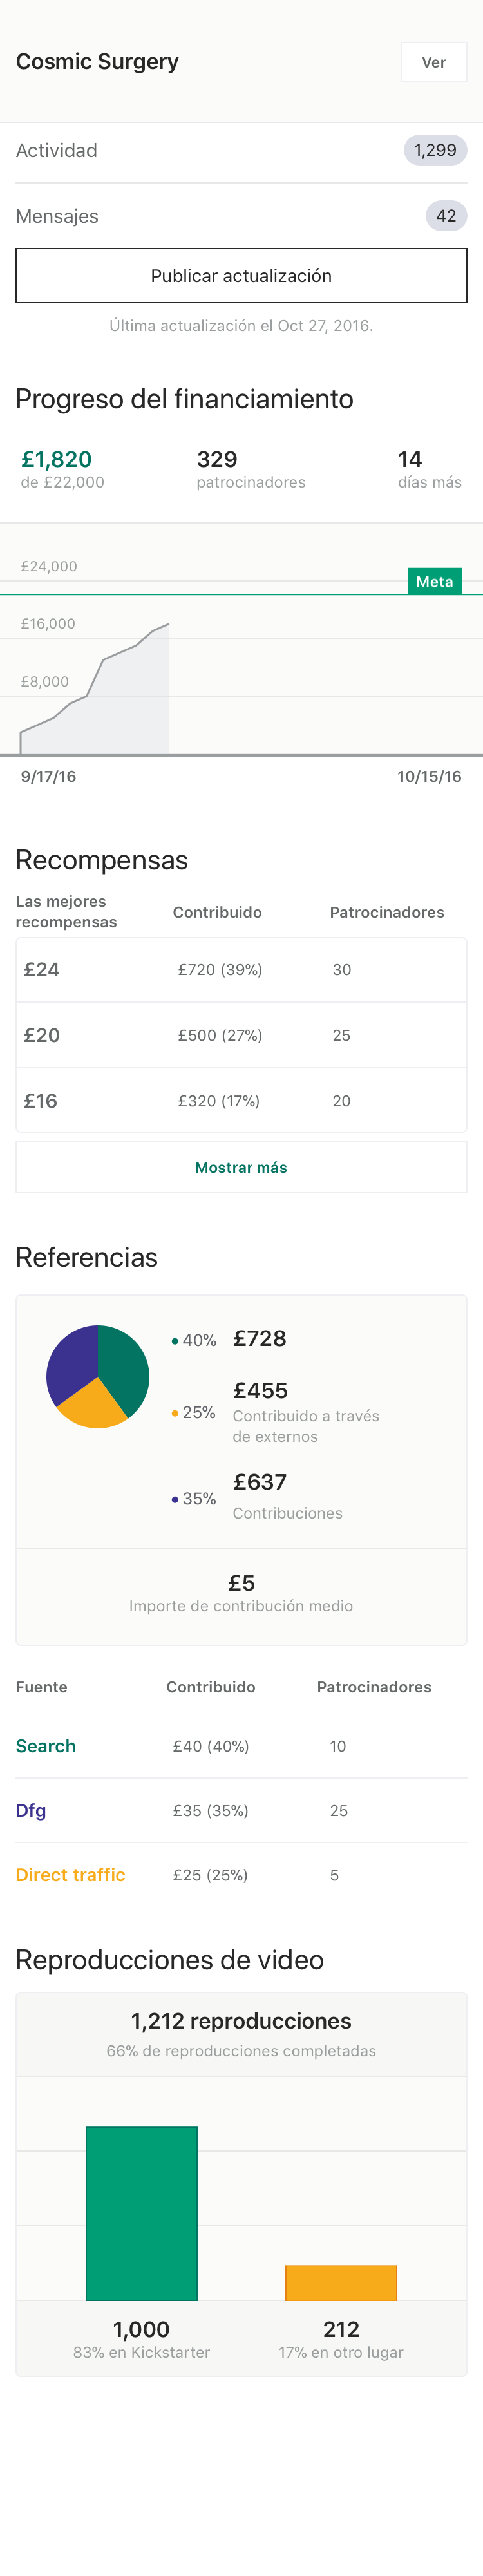 Cosmic Surgery
Ver
Actividad
1,299
Mensajes
42
Publicar actualización
Última actualización el Oct 27, 2016.
Progreso del financiamiento
£1,820
de £22,000
329
patrocinadores
14
días más
£24,000
Meta
£16,000
£8,000
9/17/16
10/15/16
Recompensas
Las mejores
recompensas
Contribuido
Patrocinadores
£24
£720 (39%)
30
£20
£500 (27%)
25
£16
£320 (17%)
20
Mostrar más
Referencias
40%
£728
25%
£455
Contribuido a través
de externos
35%
£637
Contribuciones
£5
Importe de contribución medio
Fuente
Contribuido
Patrocinadores
Search
£40 (40%)
10
Dfg
£35 (35%)
25
Direct traffic
£25 (25%)
5
Reproducciones de video
1,212 reproducciones
66% de reproducciones completadas
1,000
83% en Kickstarter
212
17% en otro lugar